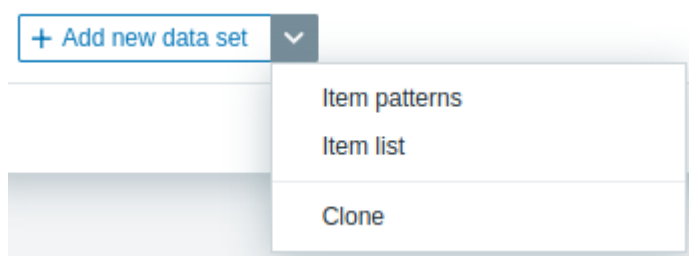 + Add new data set
Item patterns
Item list
Clone